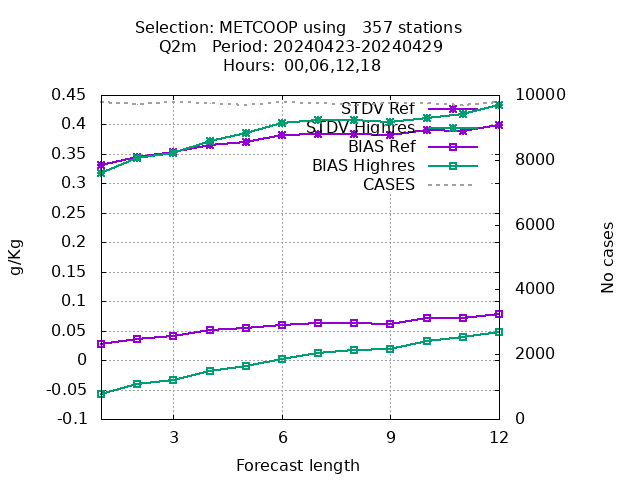 Selection: METCOOP using   357 stations
Q2m   Period: 20240423-20240429
Hours: 00,06,12,18
0.45
0.4
0.35
0.3
0.25
0.2
0.15
0.1
0.05
0
-0.05
-0.1
g/Kg
STDV Ref
STDV Highres
BIAS Ref
BIAS Highres
CASES
10000
8000
6000
4000
2000
0
No cases
3
6
9
12
Forecast length